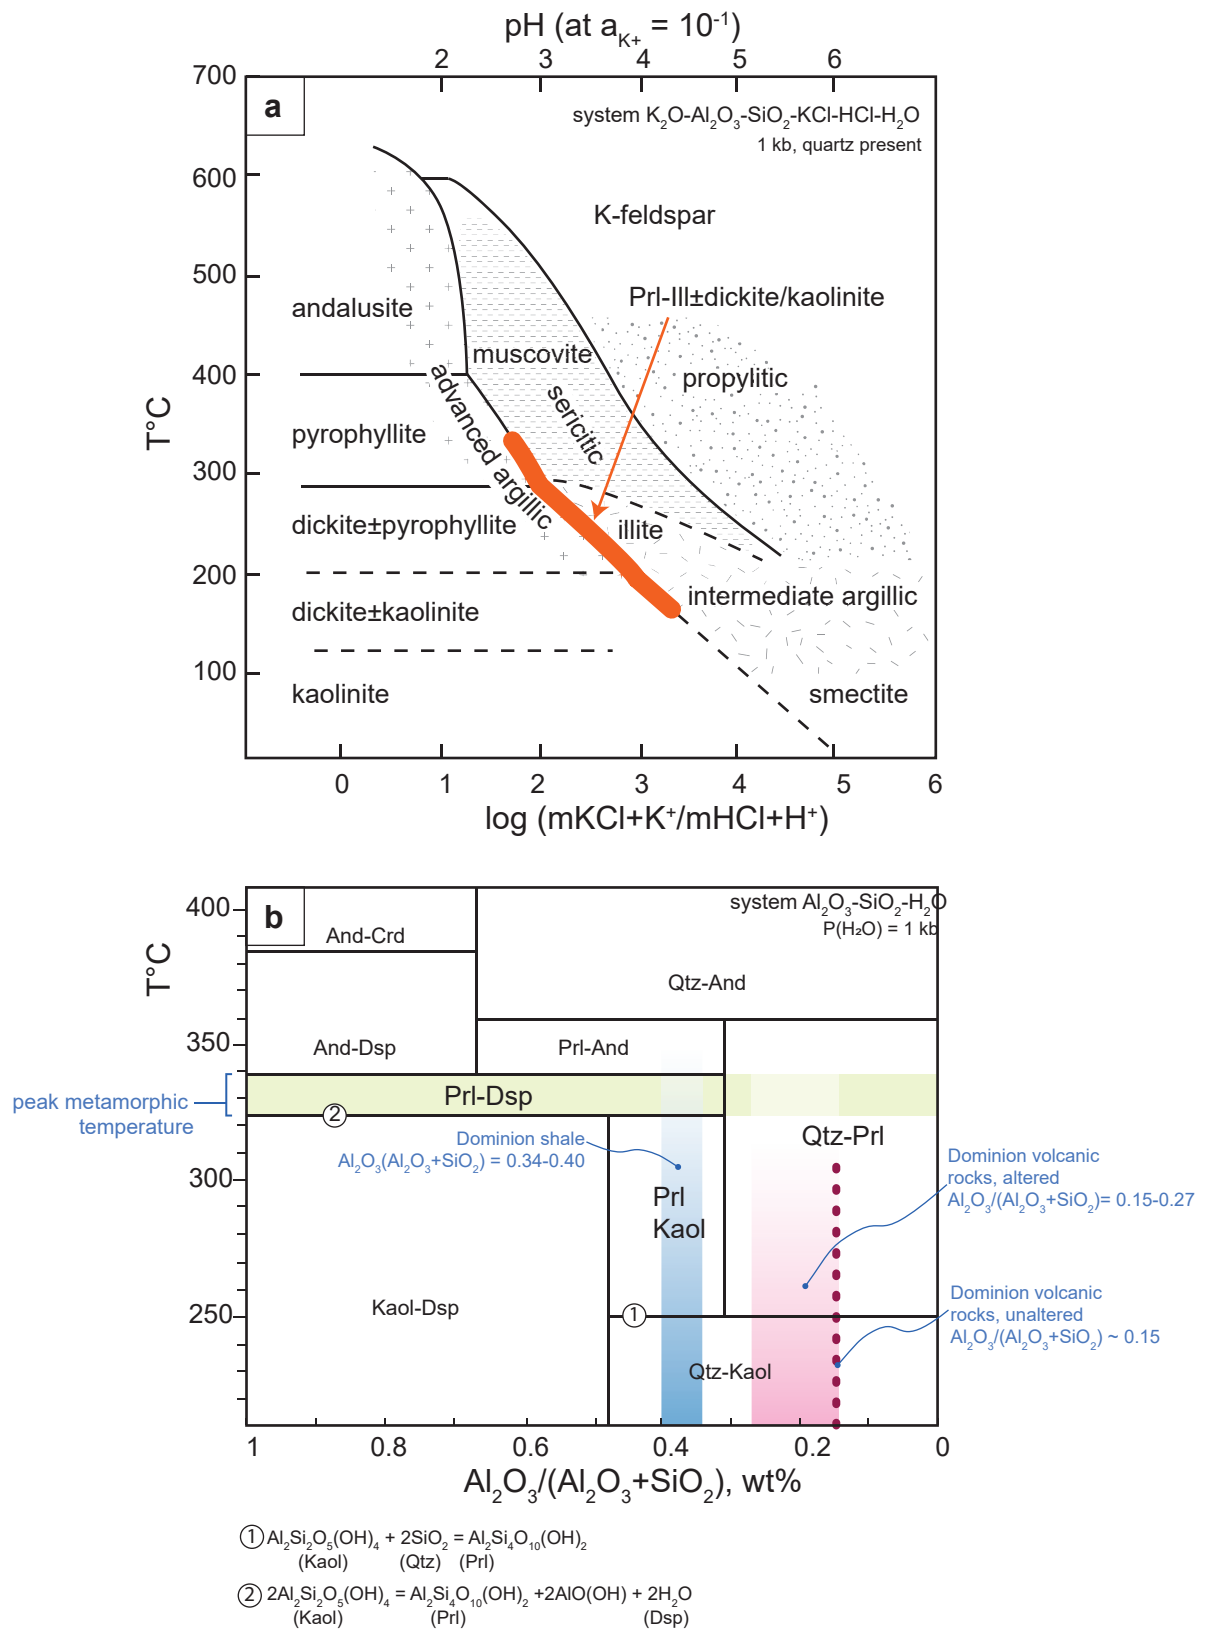 pH (at aK+ = 10-1)
2 3 4 5 6
700
a
system K2O-Al2O3-SiO2-KCl-HCl-H2O
1 kb, quartz present
600
K-feldspar
500
Prl-Ill±dickite/kaolinite
andalusite
muscovite
400
propylitic
advanced argillic
sericitic
T°C
pyrophyllite
300
dickite±pyrophyllite
illite
200
intermediate argillic
dickite±kaolinite
100
kaolinite
smectite
0 1 2 3 4 5 6
log (mKCl+K+/mHCl+H+)
b
system Al2O3-SiO2-H2O
P(H2O) = 1 kb
400
And-Crd
T°C
Qtz-And
350
And-Dsp
Prl-And
peak metamorphic
temperature
Prl-Dsp
2
Qtz-Prl
Dominion shale
Al2O3(Al2O3+SiO2) = 0.34-0.40
Dominion volcanic
rocks, altered
Al2O3/(Al2O3+SiO2)= 0.15-0.27
300
Prl
Kaol
Dominion volcanic
rocks, unaltered
Al2O3/(Al2O3+SiO2) ~ 0.15
Kaol-Dsp
250
1
Qtz-Kaol
1 0.8 0.6 0.4 0.2 0
Al2O3/(Al2O3+SiO2), wt%
1 Al2Si2O5(OH)4 + 2SiO2 = Al2Si4O10(OH)2
(Kaol) (Qtz) (Prl)
2 2Al2Si2O5(OH)4 = Al2Si4O10(OH)2 +2AlO(OH) + 2H2O
(Kaol) (Prl) (Dsp)